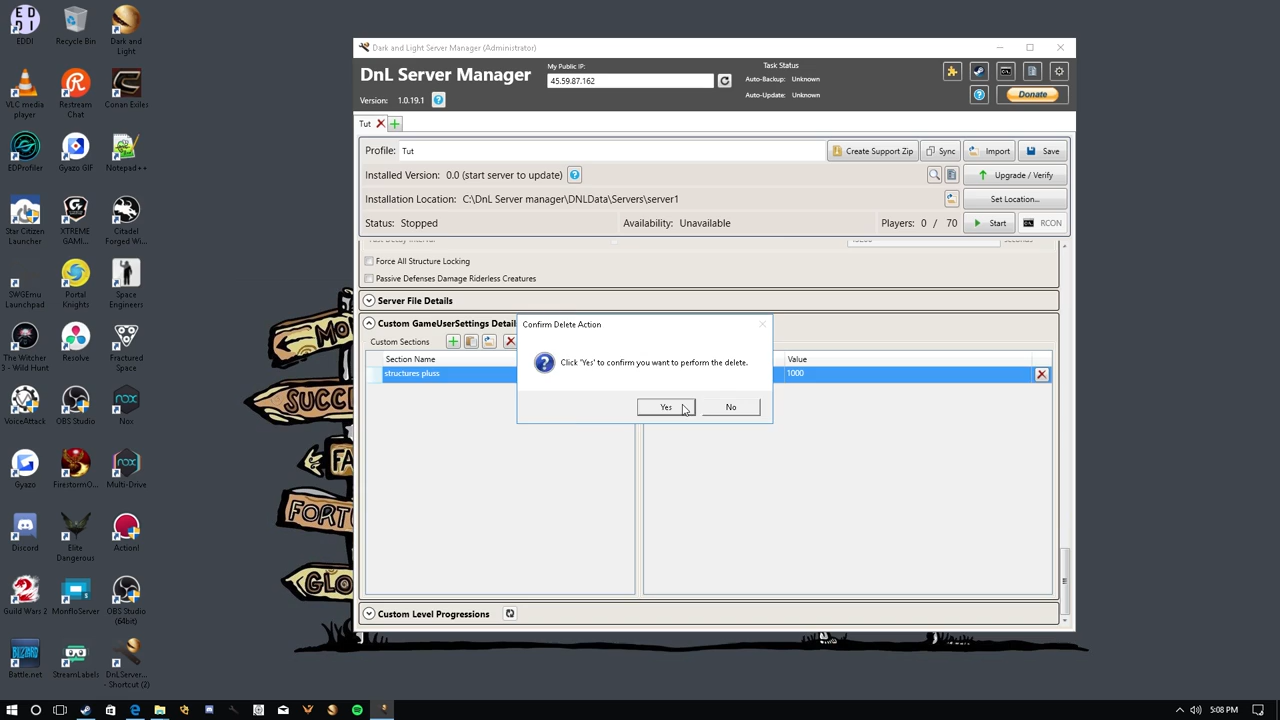 EDDI
Recycle Bin
Dark and Light
VLC media player
Restream Chat
Conan Exiles
EDProfiler
Gyazo GIF
Notepad++
Star Citizen Launcher
XTREME GAMI...
Citadel Forged Wi...
SWGEmu Launchpad
Portal Knights
Space Engineers
The Witcher 3 - Wild Hunt
Resolve
Fractured Space
VoiceAttack
OBS Studio
Nox
Gyazo
FirestormO...
Multi-Drive
Discord
Elite Dangerous
Action!
Guild Wars 2
MonfloServer
OBS Studio (64bit)
Battle.net
StreamLabels
DnLServer... - Shortcut (2)
Dark and Light Server Manager (Administrator)
DnL Server Manager
My Public IP:
45.59.87.162
Task Status
Auto-Backup: Unknown
Auto-Update: Unknown
Version: 1.0.19.1
Donate
Tut
Profile: Tut
Create Support Zip
Sync
Import
Save
Installed Version: 0.0 (start server to update)
Upgrade / Verify
Installation Location: C:\DnL Server manager\DNLData\Servers\server1
Set Location...
Status: Stopped
Availability: Unavailable
Players: 0 / 70
Start
RCON
Force All Structure Locking
Passive Defenses Damage Riderless Creatures
Server File Details
Custom GameUserSettings Detail
Custom Sections
Section Name
Value
structures pluss
1000
Confirm Delete Action
Click 'Yes' to confirm you want to perform the delete.
Yes
No
Custom Level Progressions
MO
SUCC
FA
FORTU
GLO
5:08 PM